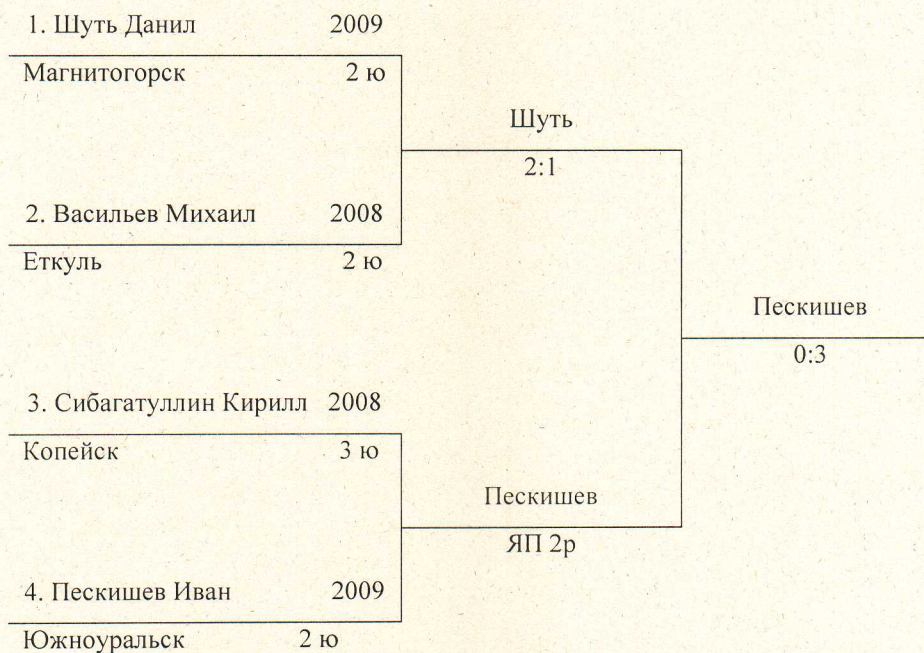 1. Шуть Данил 2009
Магнитогорск 2 ю
Шуть
2:1
2. Васильев Михаил 2008
Еткуль 2 ю
Пескишев
0:3
3. Сибагатуллин Кирилл 2008
Копейск 3 ю
Пескишев
ЯП 2р
4. Пескишев Иван 2009
Южноуральск 2 ю